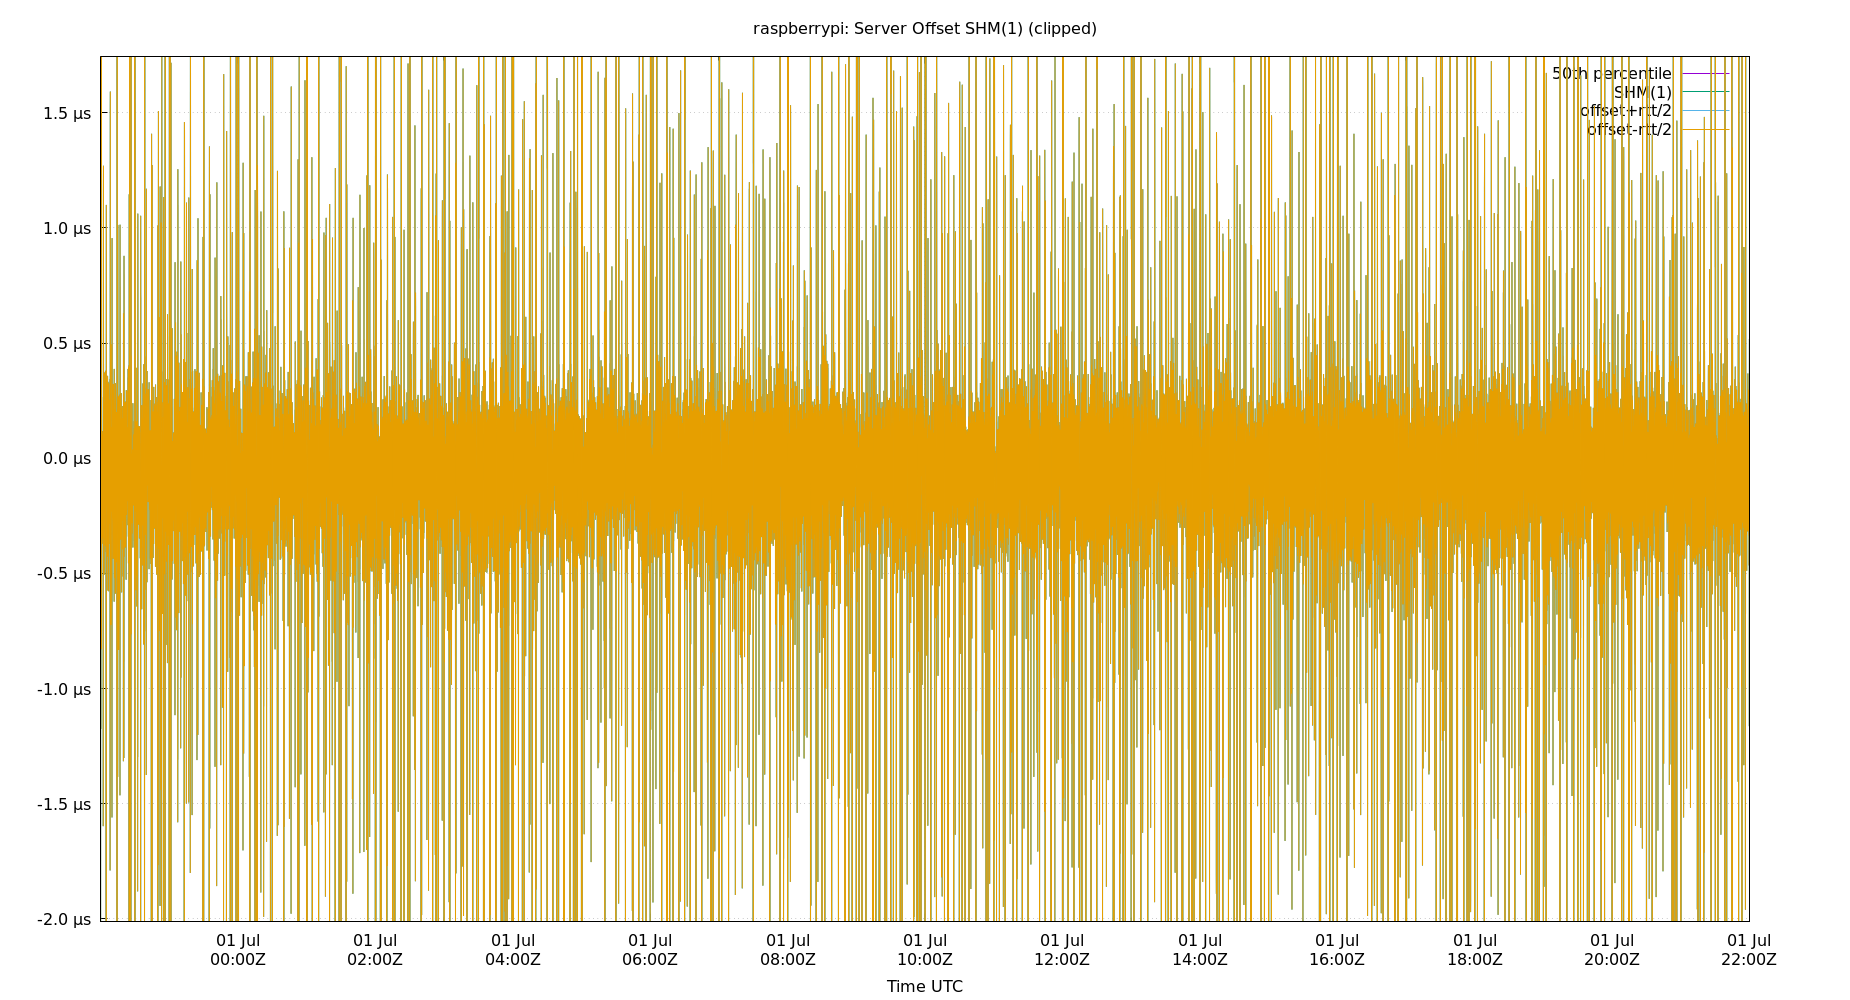 raspberrypi: Server Offset SHM(1) (clipped)
50th percentile
SHM(1)
offset+rtt/2
offset-rtt/2
1.5 µs
1.0 µs
0.5 µs
0.0 µs
-0.5 µs
-1.0 µs
-1.5 µs
-2.0 µs
01 Jul 01 Jul 01 Jul 01 Jul 01 Jul 01 Jul 01 Jul 01 Jul 01 Jul 01 Jul 01 Jul 01 Jul
00:00Z 02:00Z 04:00Z 06:00Z 08:00Z 10:00Z 12:00Z 14:00Z 16:00Z 18:00Z 20:00Z 22:00Z
Time UTC